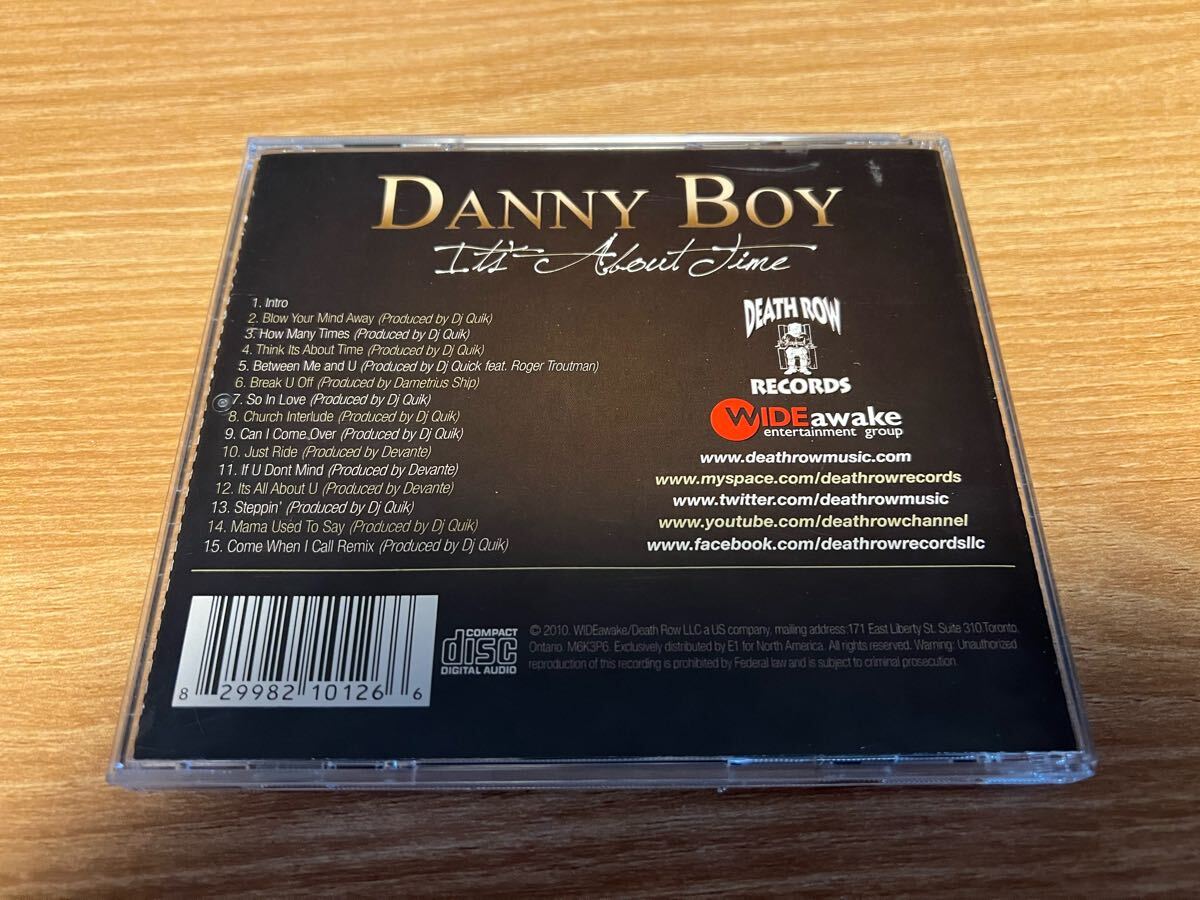 DANNY BOY
It's About Time
1. Intro
2. Blow Your Mind Away (Produced by Dj Quik)
3. How Many Times (Produced by Dj Quik)
4. Think Its About Time (Produced by Dj Quik)
5. Between Me and U (Produced by Dj Quick feat. Roger Troutman)
6. Break U Off (Produced by Dametrius Ship)
7. So In Love (Produced by Dj Quik)
8. Church Interlude (Produced by Dj Quik)
9. Can I Come Over (Produced by Dj Quik)
10. Just Ride (Produced by Devante)
11. If U Dont Mind (Produced by Devante)
12. Its All About U (Produced by Devante)
13. Steppin' (Produced by Dj Quik)
14. Mama Used To Say (Produced by Dj Quik)
15. Come When I Call Remix (Produced by Dj Quik)
DEATH ROW
RECORDS
WIDEawake
entertainment group
www.deathrowmusic.com
www.myspace.com/deathrowrecords
www.twitter.com/deathrowmusic
www.youtube.com/deathrowchannel
www.facebook.com/deathrowrecordsllc
8 29982 10126 6
COMPACT
disc
DIGITAL AUDIO
© 2010. WIDEawake/Death Row LLC a US company, mailing address:171 East Liberty St. Suite 310.Toronto,
Ontario. M6K3P6. Exclusively distributed by E1 for North America. All rights reserved. Warning: Unauthorized
reproduction of this recording is prohibited by Federal law and is subject to criminal prosecution.